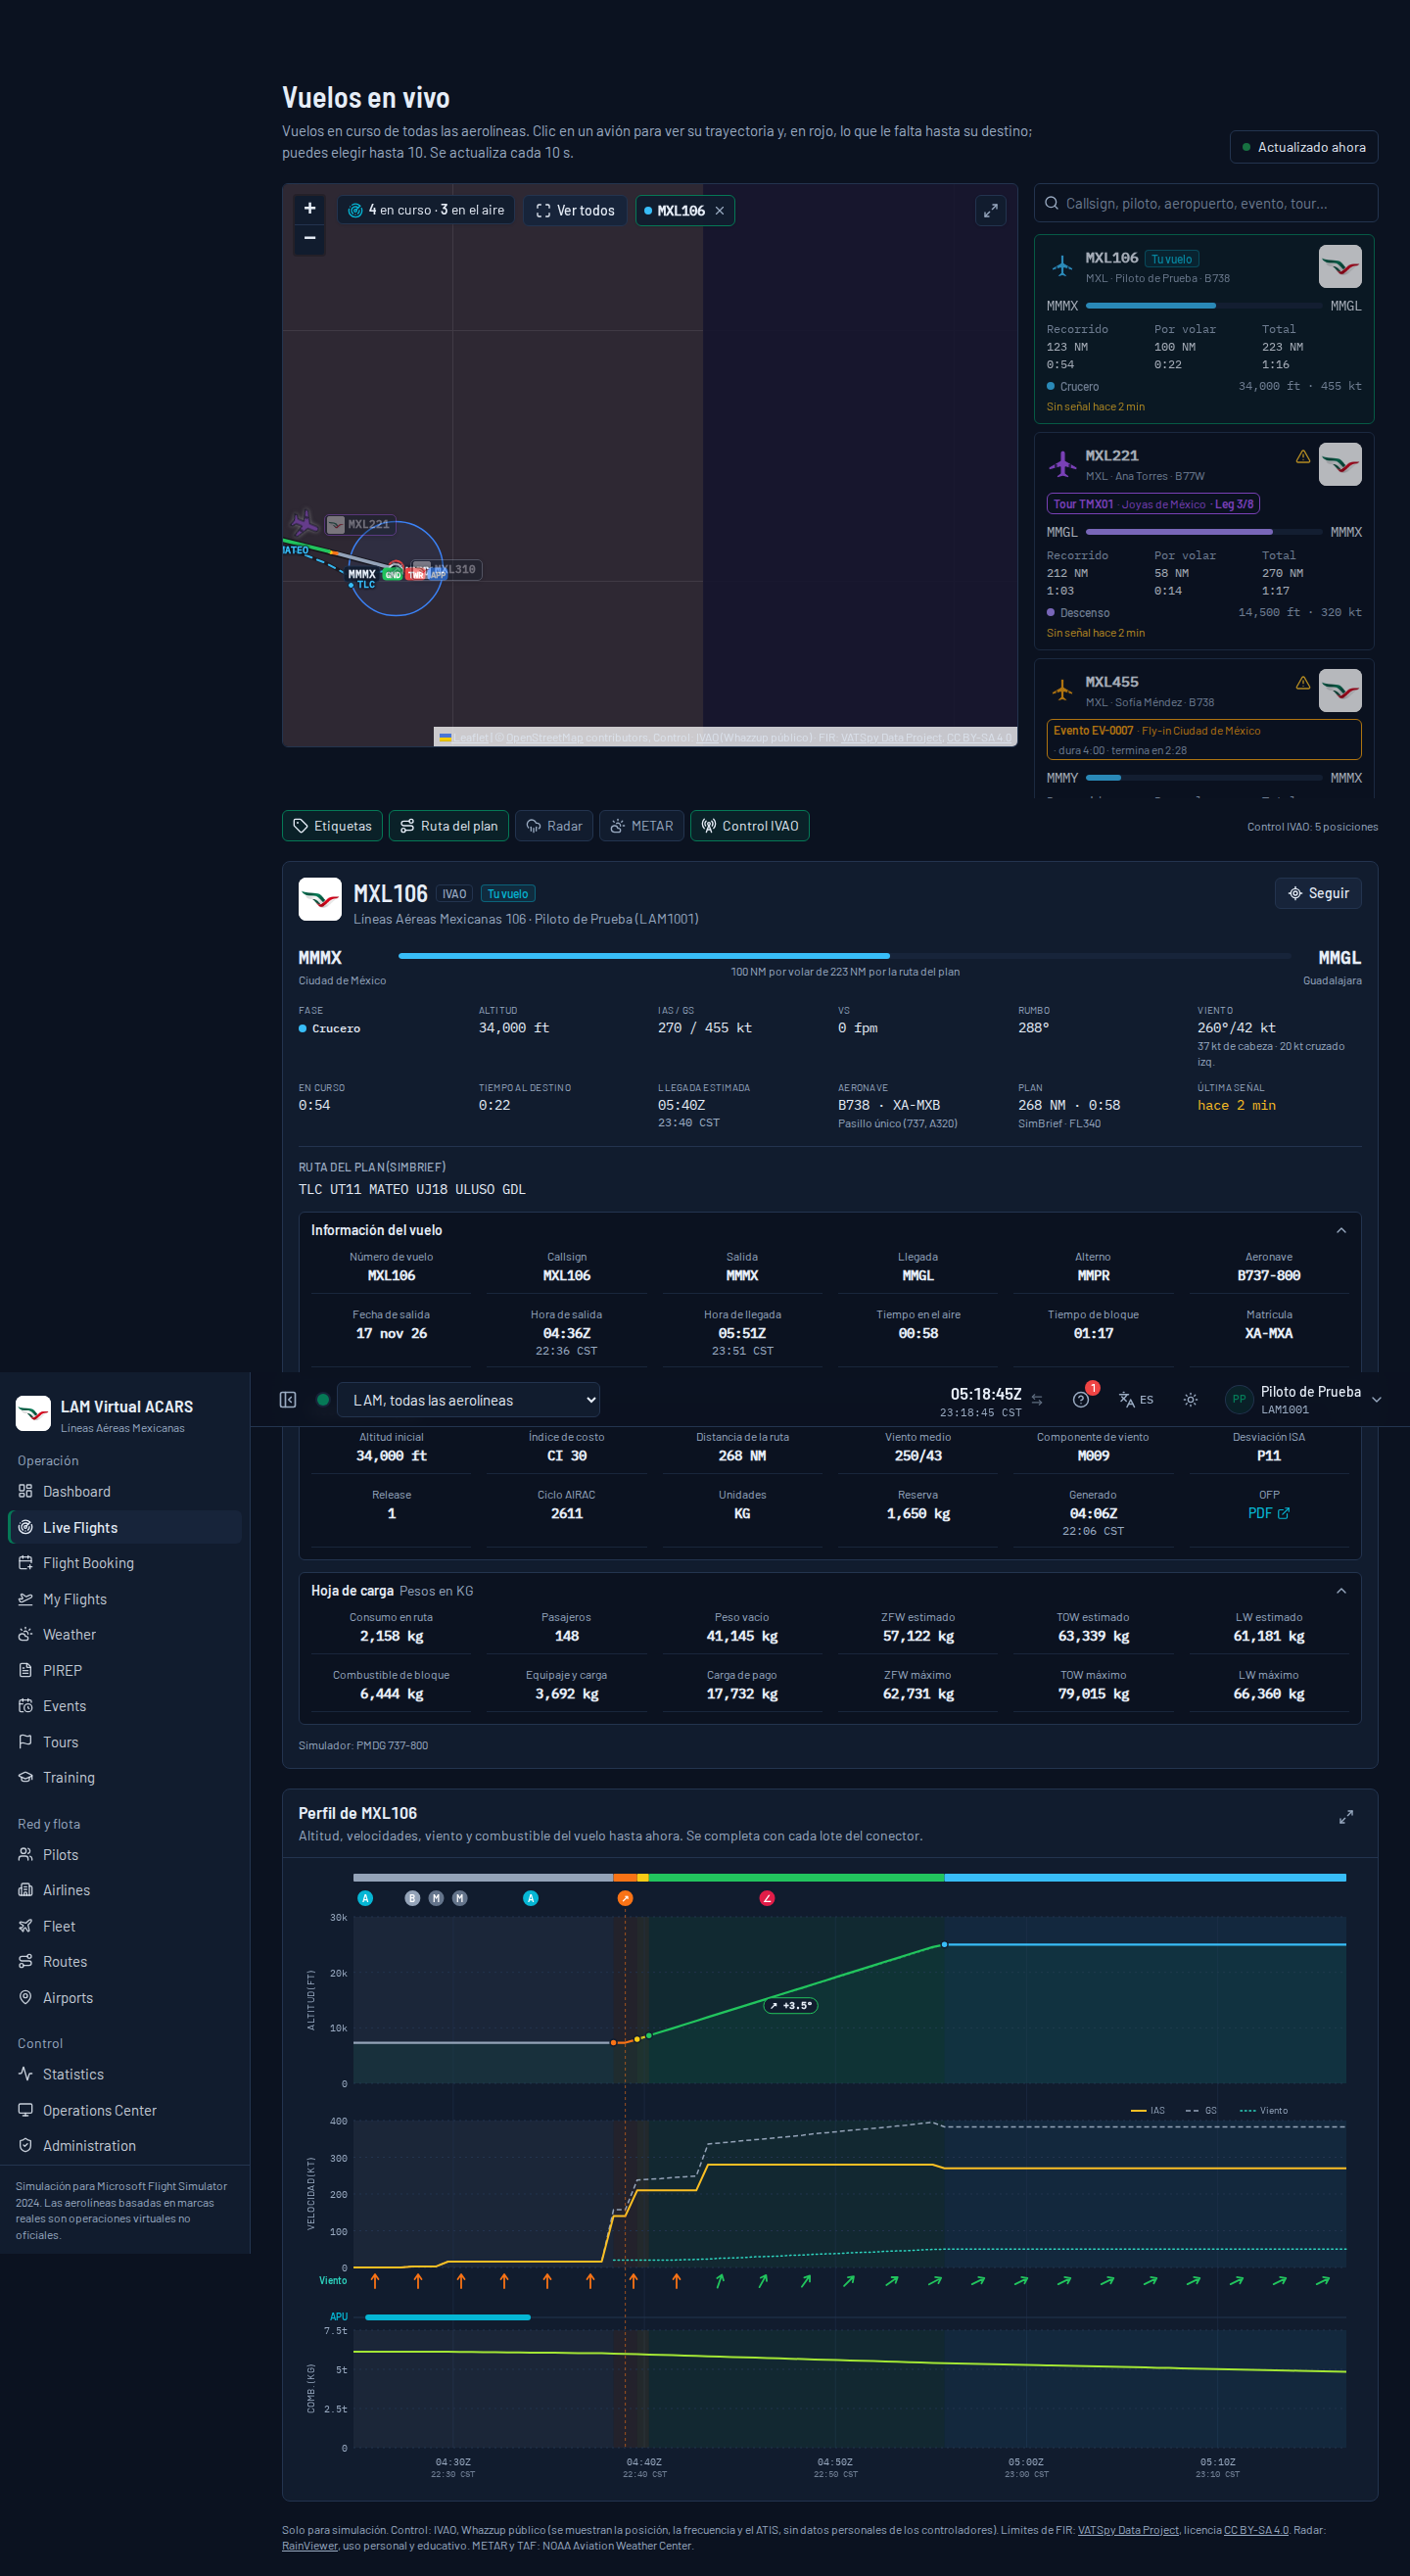 Vuelos en vivo
Vuelos en curso de todas las aerolíneas. Clic en un avión para ver su trayectoria y, en rojo, lo que le falta hasta su destino;
puedes elegir hasta 10. Se actualiza cada 10 s.
Actualizado ahora
+
−
4 en curso · 3 en el aire
Ver todos
MXL106 ×
MXL221
MATEO
MMMX
GND
TWR
APP
MXL310
TLC
Leaflet | © OpenStreetMap contributors, Control: IVAO (Whazzup público) · FIR: VATSpy Data Project, CC BY-SA 4.0
Callsign, piloto, aeropuerto, evento, tour...
MXL106 Tu vuelo
MXL · Piloto de Prueba · B738
MMMX MMGL
Recorrido Por volar Total
123 NM 100 NM 223 NM
0:54 0:22 1:16
Crucero 34,000 ft · 455 kt
Sin señal hace 2 min
MXL221
MXL · Ana Torres · B77W
Tour TMX01 · Joyas de México · Leg 3/8
MMGL MMMX
Recorrido Por volar Total
212 NM 58 NM 270 NM
1:03 0:14 1:17
Descenso 14,500 ft · 320 kt
Sin señal hace 2 min
MXL455
MXL · Sofía Méndez · B738
Evento EV-0007 · Fly-in Ciudad de México
· dura 4:00 · termina en 2:28
MMMY MMMX
Etiquetas
Ruta del plan
Radar
METAR
Control IVAO
Control IVAO: 5 posiciones
MXL106 IVAO Tu vuelo
Líneas Aéreas Mexicanas 106 · Piloto de Prueba (LAM1001)
Seguir
MMMX MMGL
Ciudad de México 100 NM por volar de 223 NM por la ruta del plan Guadalajara
FASE ALTITUD IAS / GS VS RUMBO VIENTO
Crucero 34,000 ft 270 / 455 kt 0 fpm 288° 260°/42 kt
37 kt de cabeza · 20 kt cruzado
izq.
EN CURSO TIEMPO AL DESTINO LLEGADA ESTIMADA AERONAVE PLAN ÚLTIMA SEÑAL
0:54 0:22 05:40Z B738 · XA-MXB 268 NM · 0:58 hace 2 min
23:40 CST Pasillo único (737, A320) SimBrief · FL340
RUTA DEL PLAN (SIMBRIEF)
TLC UT11 MATEO UJ18 ULUSO GDL
Información del vuelo
Número de vuelo Callsign Salida Llegada Alterno Aeronave
MXL106 MXL106 MMMX MMGL MMPR B737-800
Fecha de salida Hora de salida Hora de llegada Tiempo en el aire Tiempo de bloque Matrícula
17 nov 26 04:36Z 05:51Z 00:58 01:17 XA-MXA
22:36 CST 23:51 CST
LAM Virtual ACARS
Líneas Aéreas Mexicanas
LAM, todas las aerolíneas
05:18:45Z
23:18:45 CST
1
ES
PP
Piloto de Prueba
LAM1001
Operación
Dashboard
Live Flights
Flight Booking
My Flights
Weather
PIREP
Events
Tours
Training
Red y flota
Pilots
Airlines
Fleet
Routes
Airports
Control
Statistics
Operations Center
Administration
Simulación para Microsoft Flight Simulator
2024. Las aerolíneas basadas en marcas
reales son operaciones virtuales no
oficiales.
Altitud inicial Índice de costo Distancia de la ruta Viento medio Componente de viento Desviación ISA
34,000 ft CI 30 268 NM 250/43 M009 P11
Release Ciclo AIRAC Unidades Reserva Generado OFP
1 2611 KG 1,650 kg 04:06Z PDF
22:06 CST
Hoja de carga Pesos en KG
Consumo en ruta Pasajeros Peso vacío ZFW estimado TOW estimado LW estimado
2,158 kg 148 41,145 kg 57,122 kg 63,339 kg 61,181 kg
Combustible de bloque Equipaje y carga Carga de pago ZFW máximo TOW máximo LW máximo
6,444 kg 3,692 kg 17,732 kg 62,731 kg 79,015 kg 66,360 kg
Simulador: PMDG 737-800
Perfil de MXL106
Altitud, velocidades, viento y combustible del vuelo hasta ahora. Se completa con cada lote del conector.
A B M M A ↗ ∠
30k
20k
10k
0
ALTITUD (FT)
↗ +3.5°
IAS GS Viento
400
300
200
100
0
VELOCIDAD (KT)
Viento
APU
7.5t
5t
2.5t
0
COMB. (KG)
04:30Z 04:40Z 04:50Z 05:00Z 05:10Z
22:30 CST 22:40 CST 22:50 CST 23:00 CST 23:10 CST
Solo para simulación. Control: IVAO, Whazzup público (se muestran la posición, la frecuencia y el ATIS, sin datos personales de los controladores). Límites de FIR: VATSpy Data Project, licencia CC BY-SA 4.0. Radar:
RainViewer, uso personal y educativo. METAR y TAF: NOAA Aviation Weather Center.